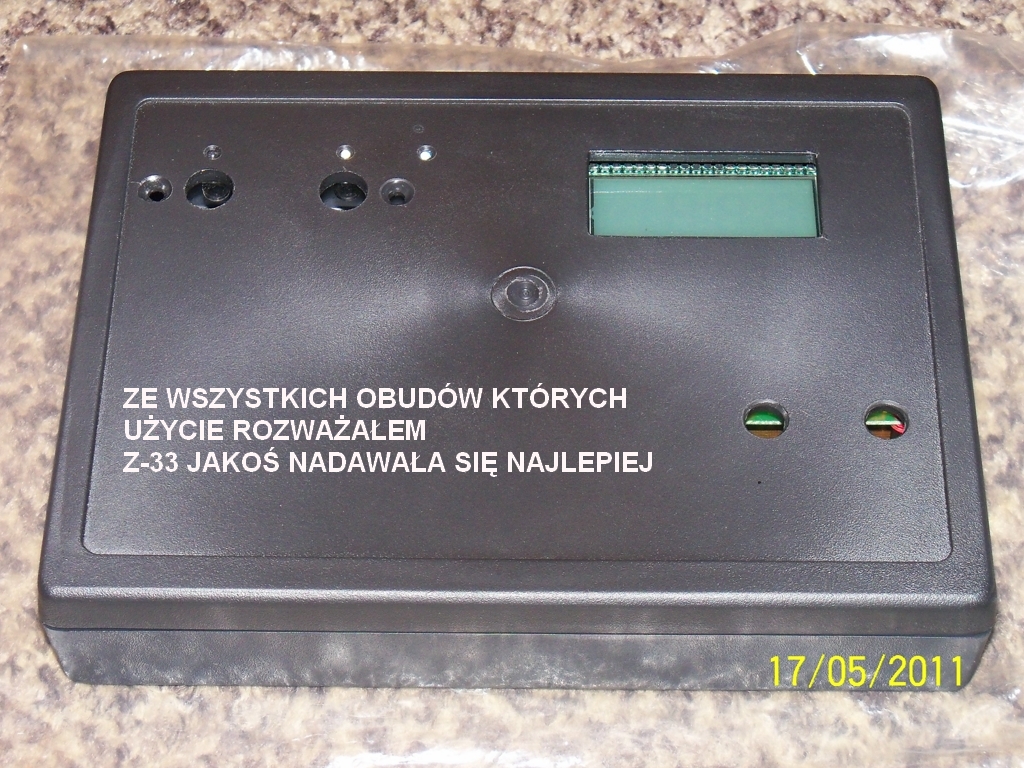 ZE WSZYSTKICH OBUDÓW KTÓRYCH
UŻYCIE ROZWAŻAŁEM
Z-33 JAKOŚ NADAWAŁA SIĘ NAJLEPIEJ
17/05/2011